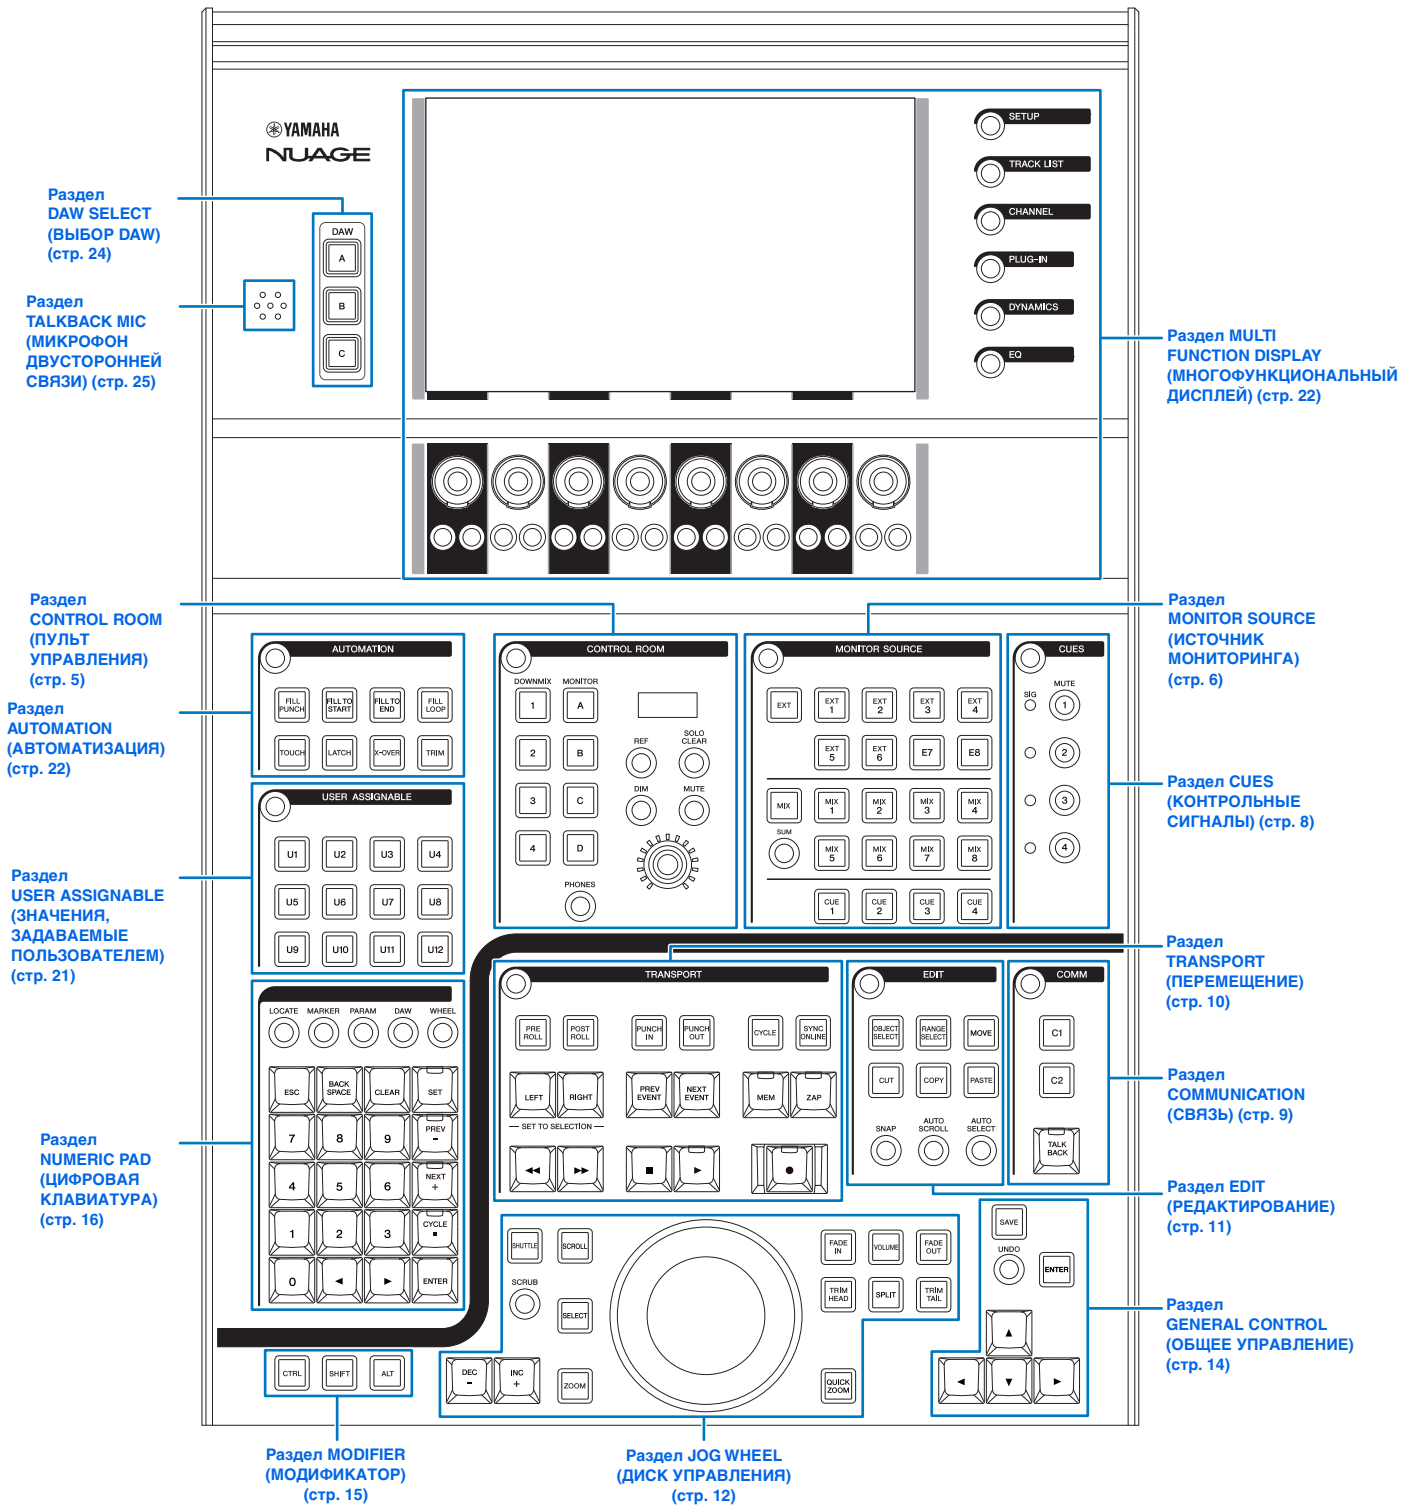 YAMAHA
NUAGE
SETUP
TRACK LIST
CHANNEL
PLUG-IN
DYNAMICS
EQ
Раздел
DAW SELECT
(ВЫБОР DAW)
(стр. 24)
DAW
A
B
C
Раздел
TALKBACK MIC
(МИКРОФОН
ДВУСТОРОННЕЙ
СВЯЗИ) (стр. 25)
Раздел MULTI
FUNCTION DISPLAY
(МНОГОФУНКЦИОНАЛЬНЫЙ
ДИСПЛЕЙ) (стр. 22)
Раздел
CONTROL ROOM
(ПУЛЬТ
УПРАВЛЕНИЯ)
(стр. 5)
Раздел
AUTOMATION
(АВТОМАТИЗАЦИЯ)
(стр. 22)
Раздел
USER ASSIGNABLE
(ЗНАЧЕНИЯ,
ЗАДАВАЕМЫЕ
ПОЛЬЗОВАТЕЛЕМ)
(стр. 21)
Раздел
NUMERIC PAD
(ЦИФРОВАЯ
КЛАВИАТУРА)
(стр. 16)
AUTOMATION
FILL PUNCH
FILL TO START
FILL TO END
FILL LOOP
TOUCH
LATCH
X-OVER
TRIM
USER ASSIGNABLE
U1 U2 U3 U4
U5 U6 U7 U8
U9 U10 U11 U12
LOCATE MARKER PARAM DAW WHEEL
ESC
BACK SPACE
CLEAR
SET
7 8 9
PREV -
4 5 6
NEXT +
1 2 3
CYCLE ■
0 ◄ ►
ENTER
CTRL SHIFT ALT
CONTROL ROOM
DOWNMIX MONITOR
1 A
2 B
3 C
4 D
REF
SOLO CLEAR
DIM
MUTE
PHONES
MONITOR SOURCE
EXT
EXT 1
EXT 2
EXT 3
EXT 4
EXT 5
EXT 6
E7
E8
MIX
MIX 1
MIX 2
MIX 3
MIX 4
SUM
MIX 5
MIX 6
MIX 7
MIX 8
CUE 1
CUE 2
CUE 3
CUE 4
CUES
SIG
MUTE
1
2
3
4
Раздел
MONITOR SOURCE
(ИСТОЧНИК
МОНИТОРИНГА)
(стр. 6)
Раздел CUES
(КОНТРОЛЬНЫЕ
СИГНАЛЫ) (стр. 8)
Раздел
TRANSPORT
(ПЕРЕМЕЩЕНИЕ)
(стр. 10)
Раздел
COMMUNICATION
(СВЯЗЬ) (стр. 9)
Раздел EDIT
(РЕДАКТИРОВАНИЕ)
(стр. 11)
Раздел
GENERAL CONTROL
(ОБЩЕЕ УПРАВЛЕНИЕ)
(стр. 14)
TRANSPORT
PRE ROLL
POST ROLL
PUNCH IN
PUNCH OUT
CYCLE
SYNC ONLINE
LEFT
RIGHT
PREV EVENT
NEXT EVENT
MEM
ZAP
SET TO SELECTION
◄◄ ►► ■ ► ●
EDIT
OBJECT SELECT
RANGE SELECT
MOVE
CUT
COPY
PASTE
SNAP
AUTO SCROLL
AUTO SELECT
COMM
C1
C2
TALK BACK
SHUTTLE
SCROLL
SCRUB
SELECT
DEC -
INC +
ZOOM
FADE IN
VOLUME
FADE OUT
TRIM HEAD
SPLIT
TRIM TAIL
QUICK ZOOM
SAVE
UNDO
ENTER
▲
◄ ▼ ►
Раздел MODIFIER
(МОДИФИКАТОР)
(стр. 15)
Раздел JOG WHEEL
(ДИСК УПРАВЛЕНИЯ)
(стр. 12)